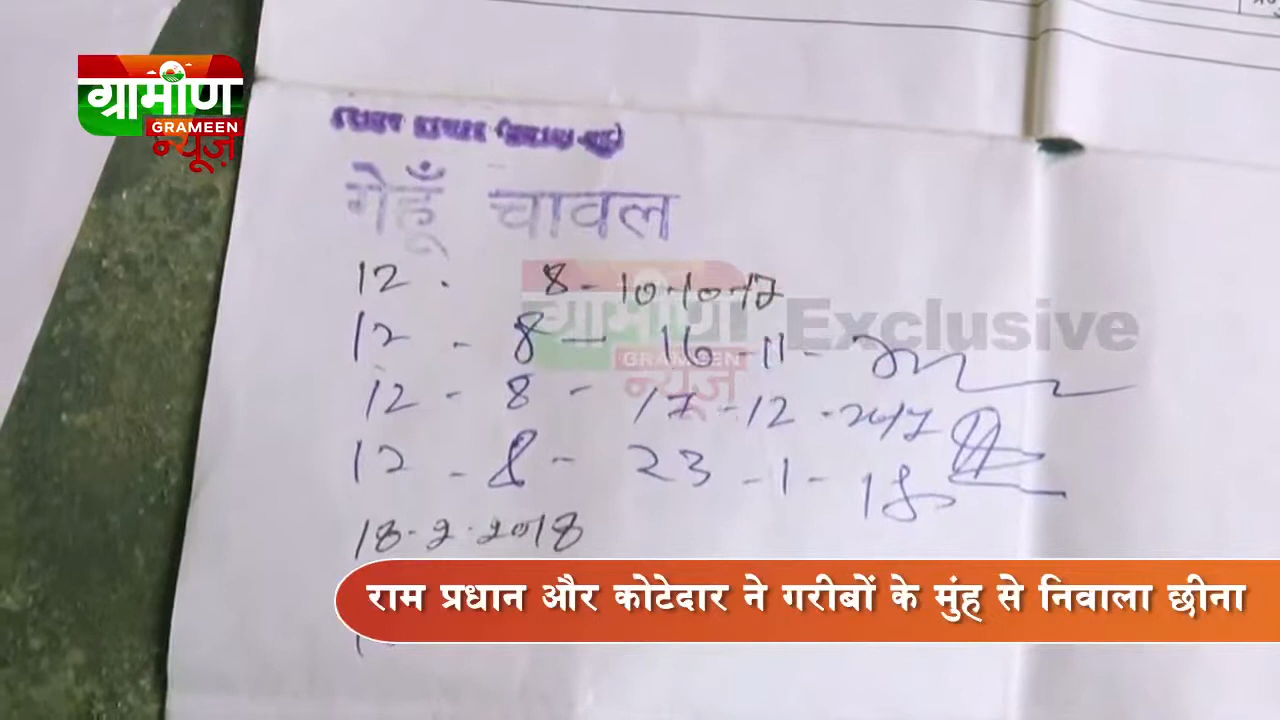 ग्रामीण
GRAMEEN
न्यूज़
गेहूँ चावल
12 . 8 - 10-10-17
ग्रामीण Exclusive
GRAMEEN
न्यूज़
12 - 8 - 16 - 11 -
12 - 8 - 17 - 12 - 2017
12 - 8 - 23 - 1 - 18
18-2-2018
राम प्रधान और कोटेदार ने गरीबों के मुंह से निवाला छीना